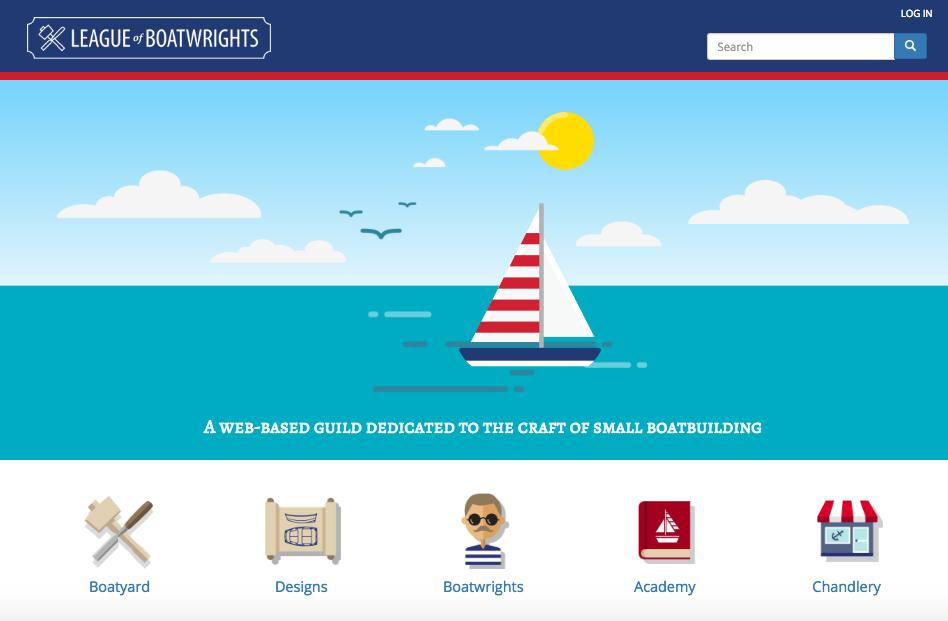 LOG IN
LEAGUE of BOATWRIGHTS
Search
A WEB-BASED GUILD DEDICATED TO THE CRAFT OF SMALL BOATBUILDING
Boatyard
Designs
Boatwrights
Academy
Chandlery